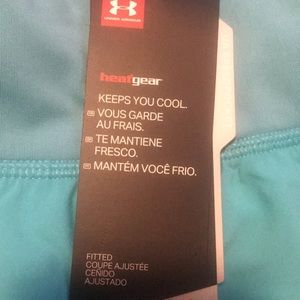 UNDER ARMOUR
heatgear
KEEPS YOU COOL.
VOUS GARDE
AU FRAIS.
TE MANTIENE
FRESCO.
MANTÉM VOCÊ FRIO.
FITTED
COUPE AJUSTÉE
CEÑIDO
AJUSTADO